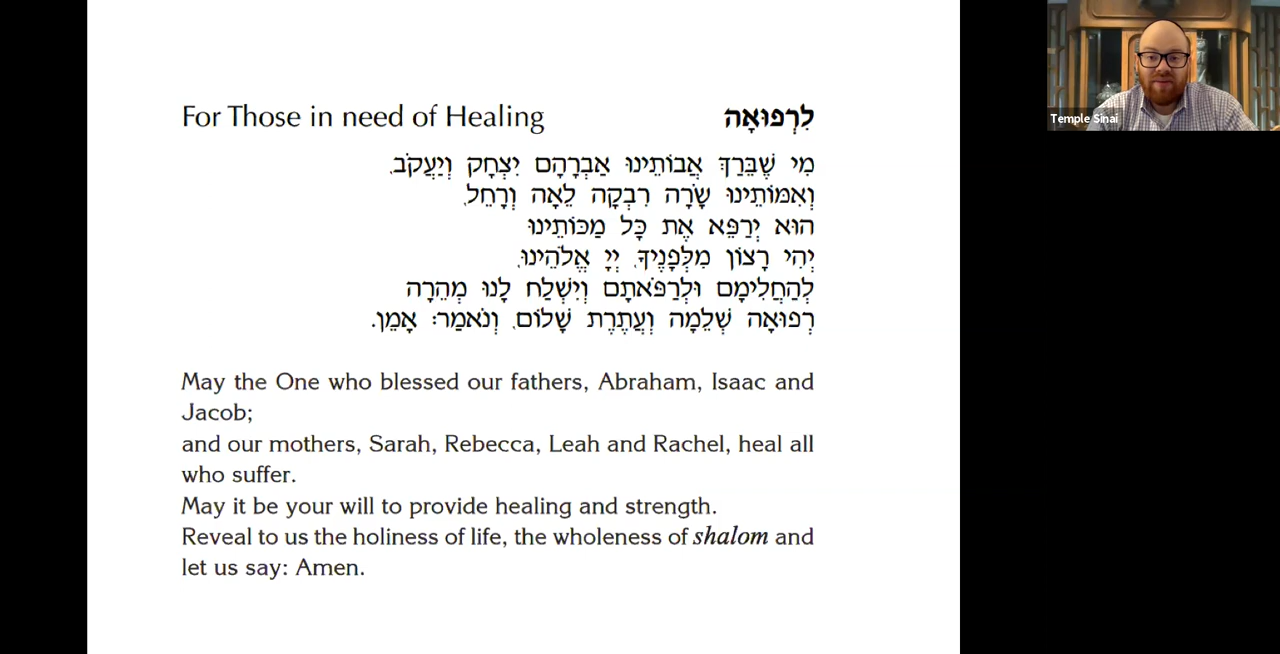 For Those in need of Healing לִרְפוּאָה
מִי שֶׁבֵּרַךְ אֲבוֹתֵינוּ אַבְרָהָם יִצְחָק וְיַעֲקֹב,
וְאִמּוֹתֵינוּ שָׂרָה רִבְקָה לֵאָה וְרָחֵל,
הוּא יְרַפֵּא אֶת כָּל מַכּוֹתֵינוּ
יְהִי רָצוֹן מִלְּפָנֶיךָ, יְיָ אֱלֹהֵינוּ,
לְהַחֲלִימָם וּלְרַפֹּאתָם וְיִשְׁלַח לָנוּ מְהֵרָה
רְפוּאָה שְׁלֵמָה וְעֲתֶרֶת שָׁלוֹם, וְנֹאמַר: אָמֵן.
May the One who blessed our fathers, Abraham, Isaac and
Jacob;
and our mothers, Sarah, Rebecca, Leah and Rachel, heal all
who suffer.
May it be your will to provide healing and strength.
Reveal to us the holiness of life, the wholeness of shalom and
let us say: Amen.
Temple Sinai